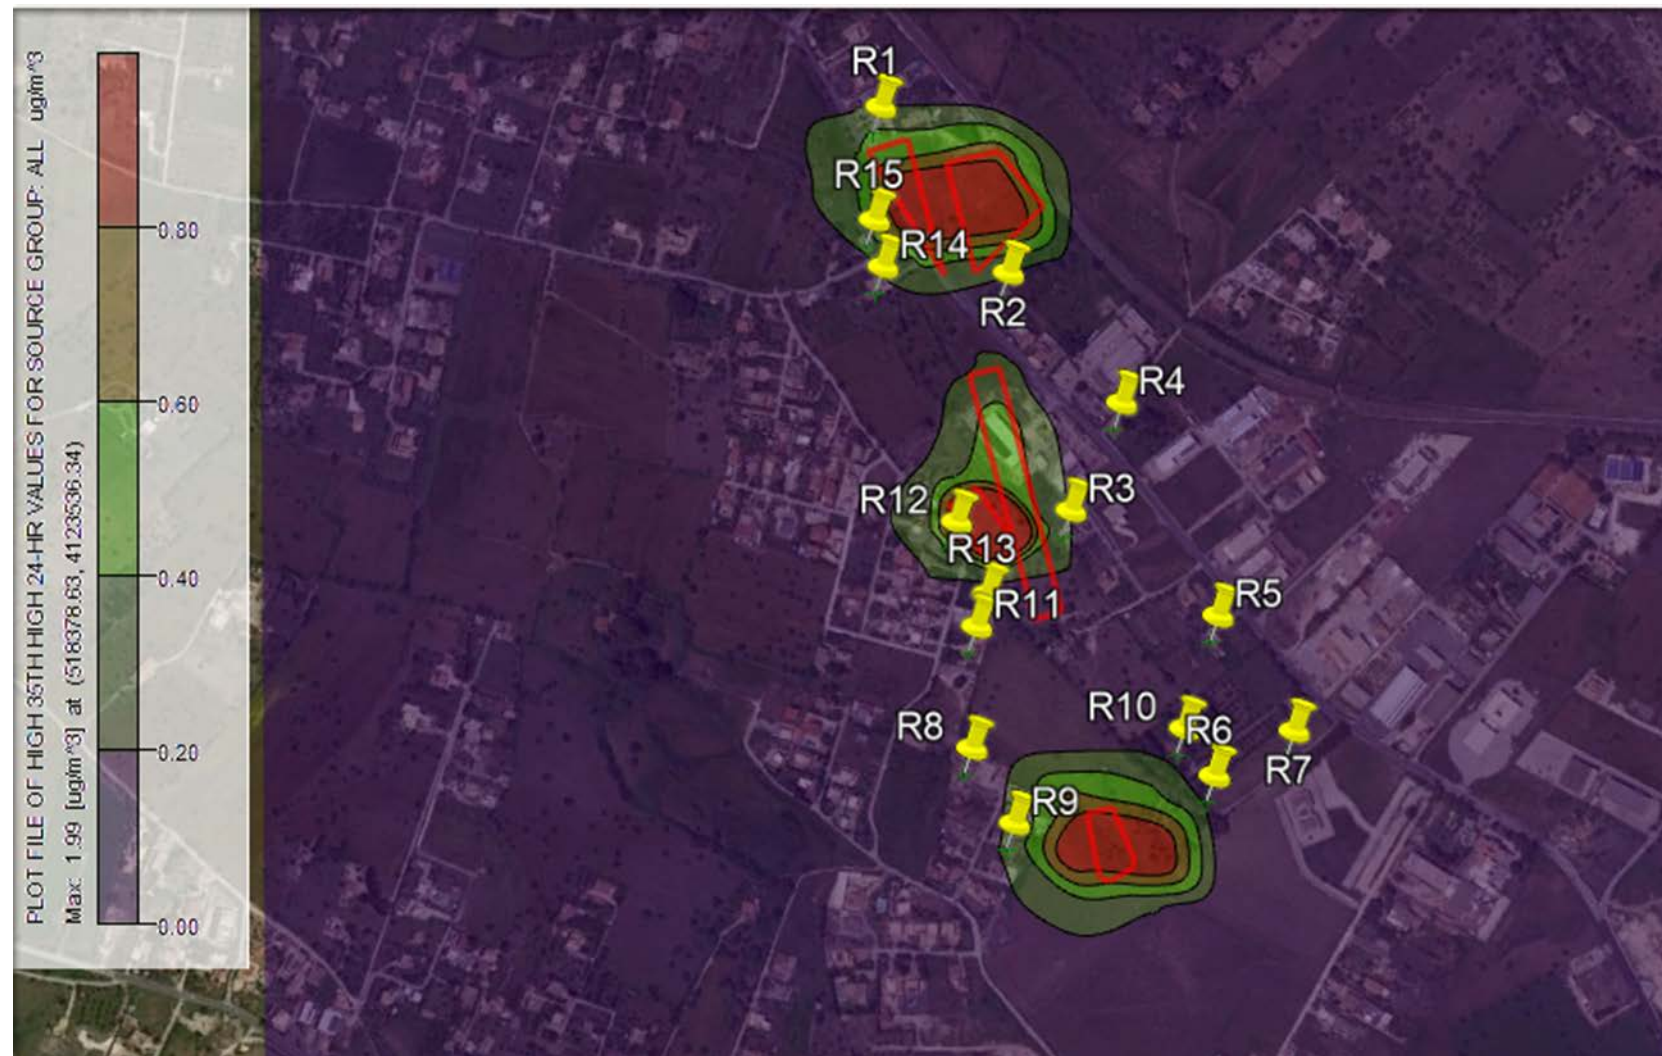 PLOT FILE OF HIGH 35TH HIGH 24-HR VALUES FOR SOURCE GROUP: ALL ug/m^3
Max: 1.99 [ug/m^3] at (518378.63, 4123536.34)
0.80
0.60
0.40
0.20
0.00
R1
R15
R14
R2
R4
R12
R3
R13
R11
R5
R10
R8
R6
R7
R9